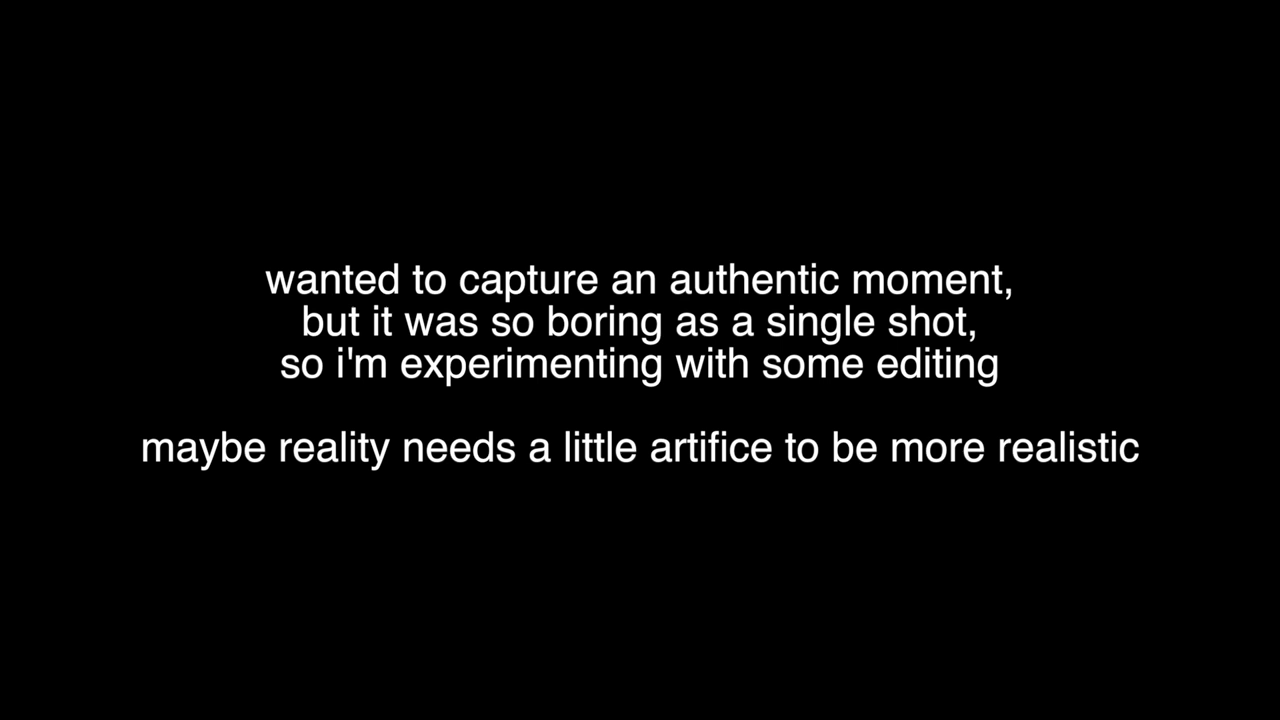 wanted to capture an authentic moment,
but it was so boring as a single shot,
so i'm experimenting with some editing
maybe reality needs a little artifice to be more realistic